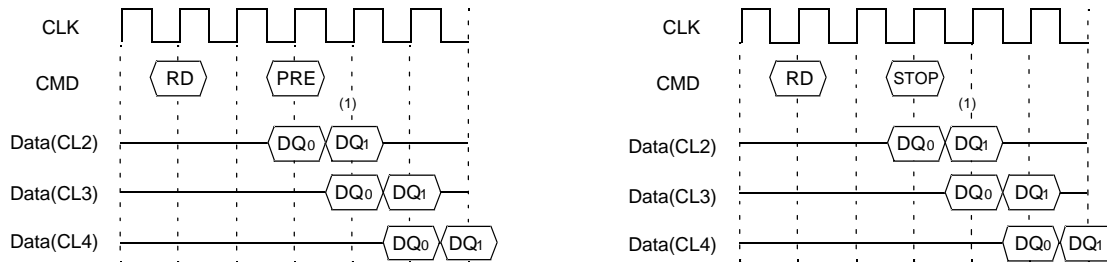 CLK CLK
CMD RD PRE CMD RD STOP
(1) (1)
Data(CL2) DQ0 DQ1 Data(CL2) DQ0 DQ1
Data(CL3) DQ0 DQ1 Data(CL3) DQ0 DQ1
Data(CL4) DQ0 DQ1 Data(CL4) DQ0 DQ1